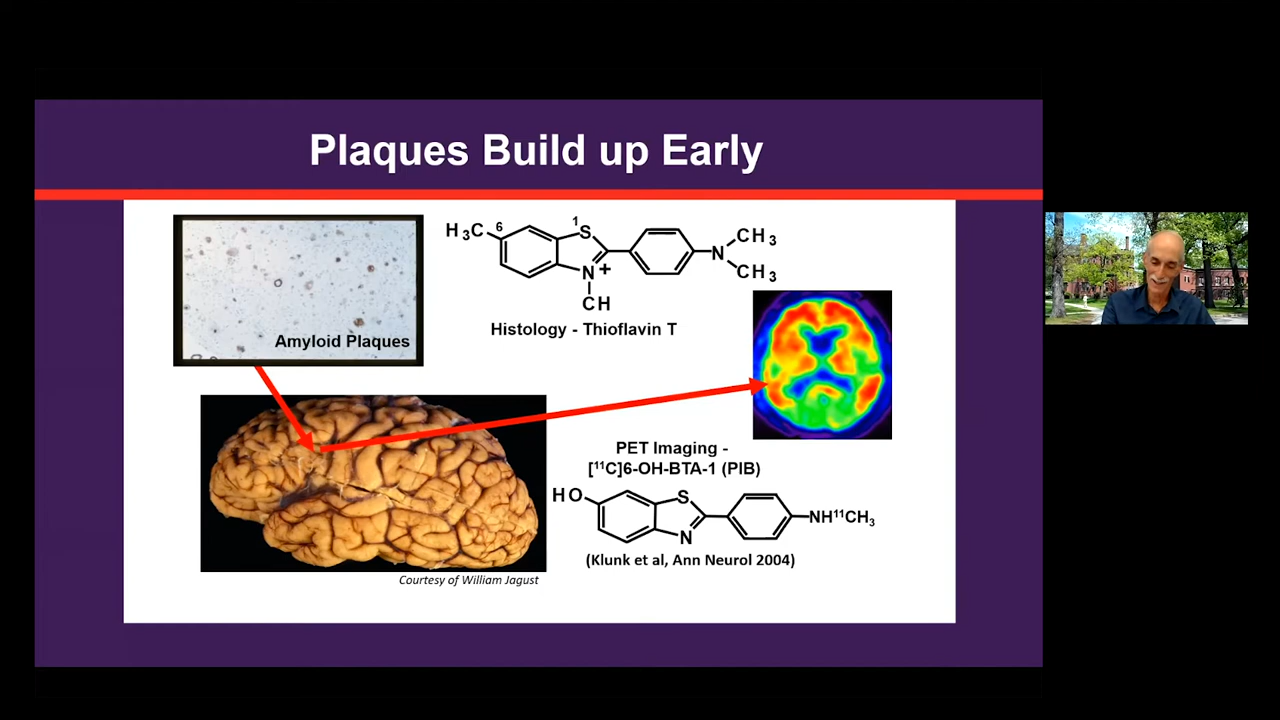 Plaques Build up Early
Amyloid Plaques
H₃C
6
1
S
N
+
CH
N
CH₃
CH₃
Histology - Thioflavin T
PET Imaging -
[¹¹C]6-OH-BTA-1 (PIB)
HO
S
N
NH¹¹CH₃
(Klunk et al, Ann Neurol 2004)
Courtesy of William Jagust